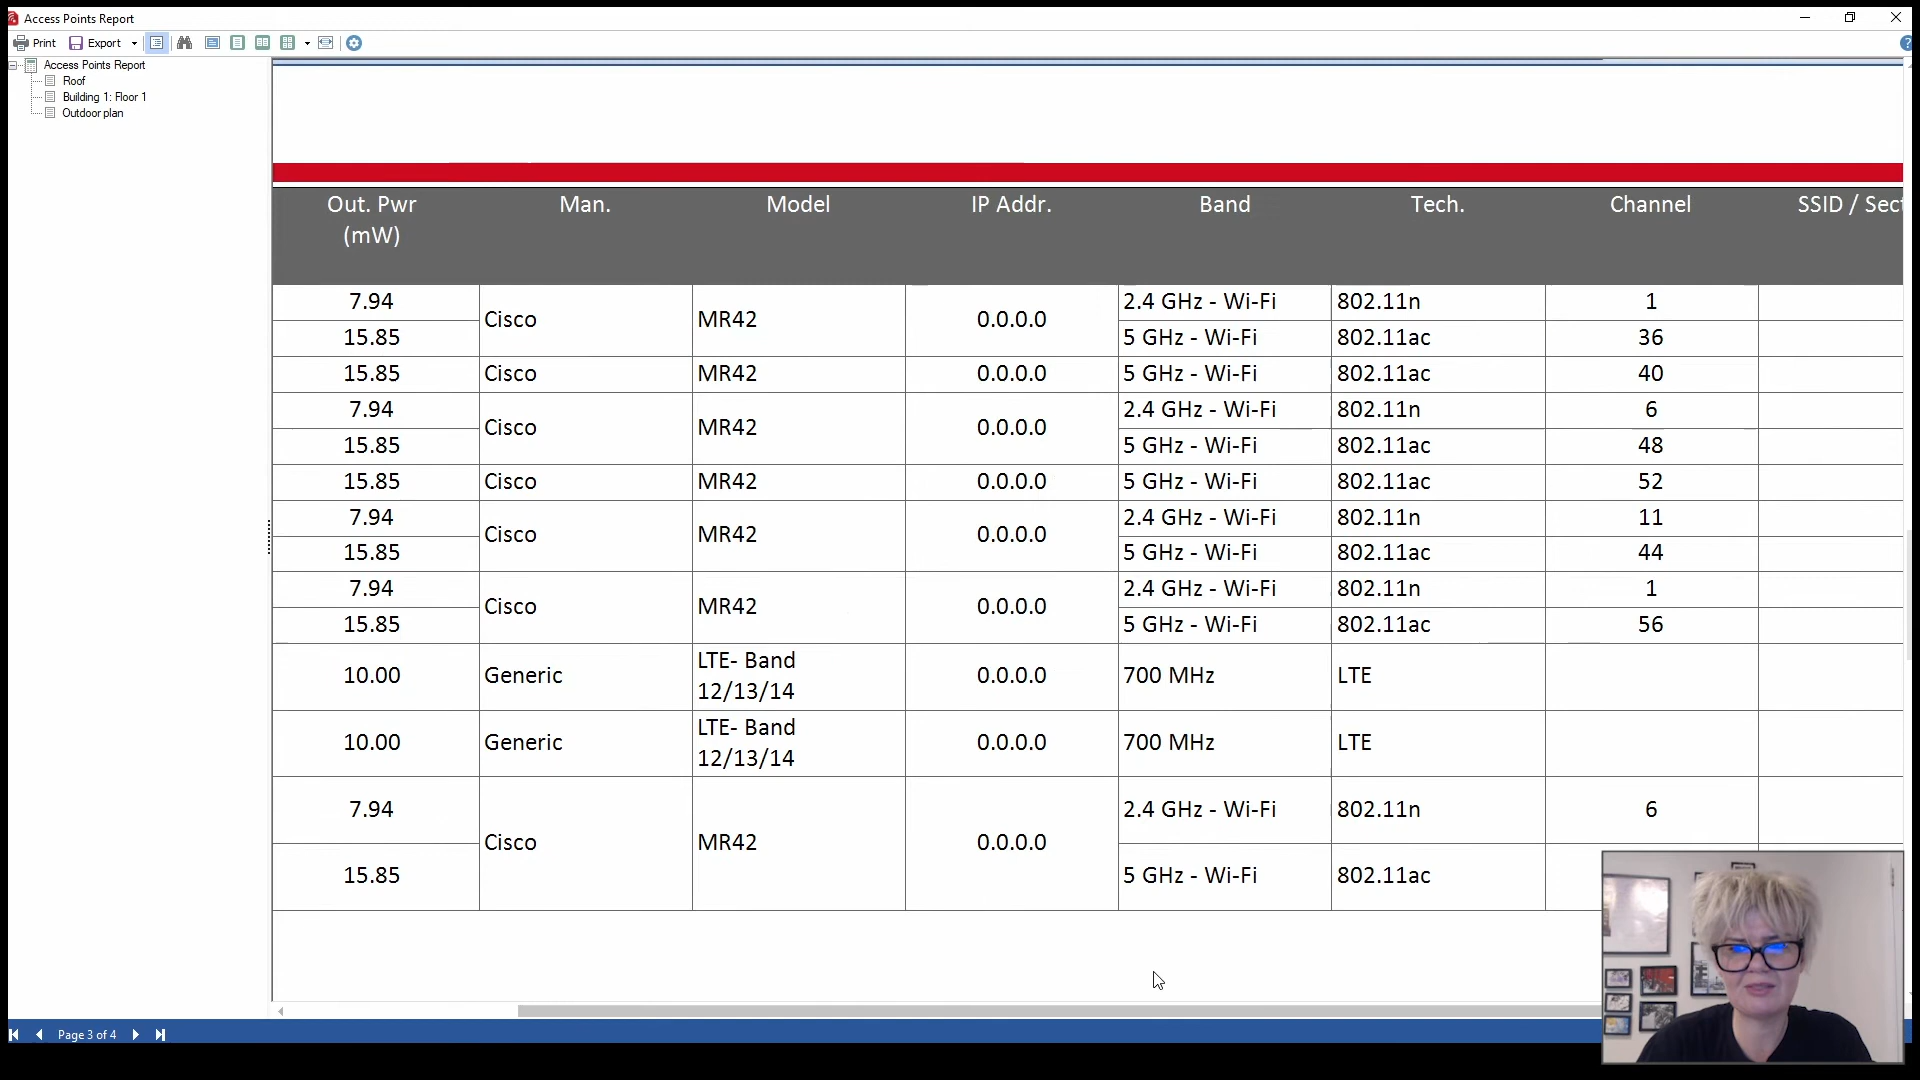 Access Points Report
Print Export
Access Points Report
Roof
Building 1: Floor 1
Outdoor plan
Out. Pwr (mW) Man. Model IP Addr. Band Tech. Channel SSID / Sect
7.94 Cisco MR42 0.0.0.0 2.4 GHz - Wi-Fi 802.11n 1
15.85 5 GHz - Wi-Fi 802.11ac 36
15.85 Cisco MR42 0.0.0.0 5 GHz - Wi-Fi 802.11ac 40
7.94 Cisco MR42 0.0.0.0 2.4 GHz - Wi-Fi 802.11n 6
15.85 5 GHz - Wi-Fi 802.11ac 48
15.85 Cisco MR42 0.0.0.0 5 GHz - Wi-Fi 802.11ac 52
7.94 Cisco MR42 0.0.0.0 2.4 GHz - Wi-Fi 802.11n 11
15.85 5 GHz - Wi-Fi 802.11ac 44
7.94 Cisco MR42 0.0.0.0 2.4 GHz - Wi-Fi 802.11n 1
15.85 5 GHz - Wi-Fi 802.11ac 56
10.00 Generic LTE- Band 12/13/14 0.0.0.0 700 MHz LTE
10.00 Generic LTE- Band 12/13/14 0.0.0.0 700 MHz LTE
7.94 Cisco MR42 0.0.0.0 2.4 GHz - Wi-Fi 802.11n 6
15.85 5 GHz - Wi-Fi 802.11ac
Page 3 of 4